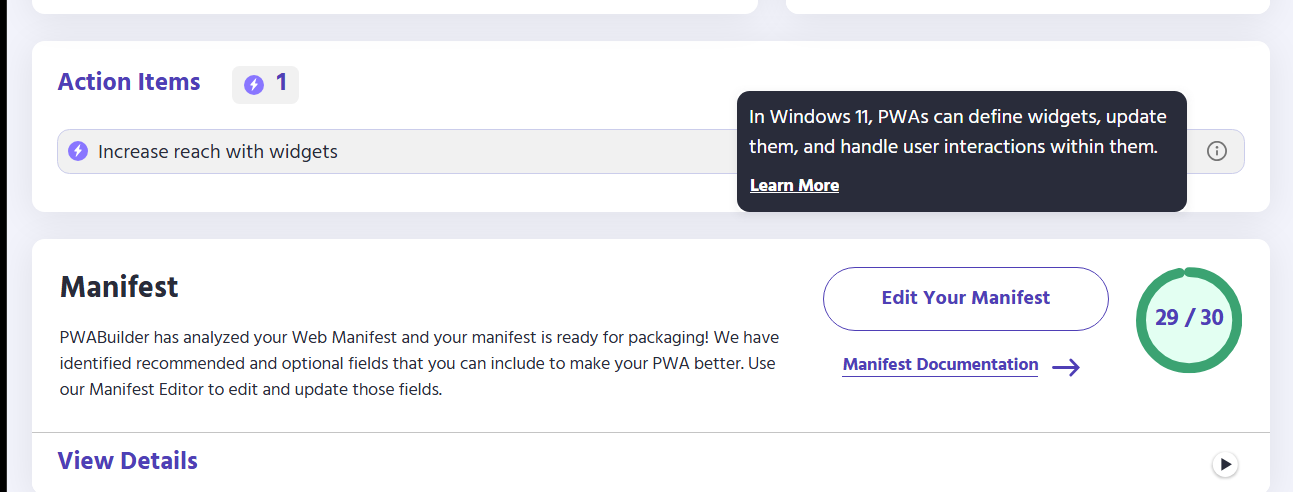 Action Items 1
In Windows 11, PWAs can define widgets, update
them, and handle user interactions within them.
Learn More
Increase reach with widgets
Manifest
PWABuilder has analyzed your Web Manifest and your manifest is ready for packaging! We have
identified recommended and optional fields that you can include to make your PWA better. Use
our Manifest Editor to edit and update those fields.
Edit Your Manifest
Manifest Documentation
29 / 30
View Details